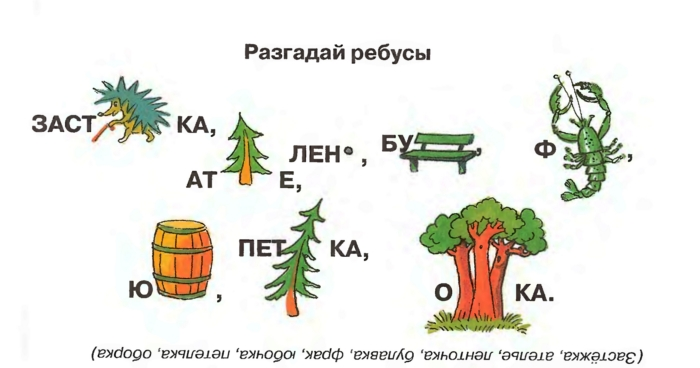 Разгадай ребусы
ЗАСТ КА,
АТ Е,
ЛЕН ,
БУ ,
Ф ,
Ю ,
ПЕТ КА,
О КА.
(Застёжка, ателье, ленточка, булавка, фрак, юбочка, петелька, оборка)